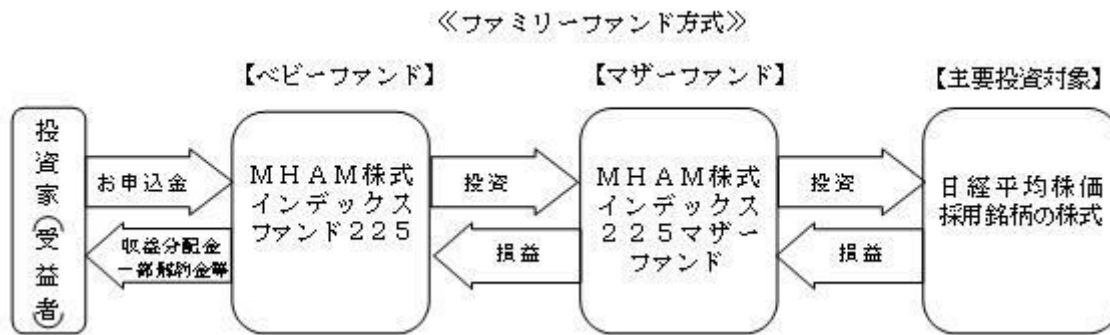 ≪ファミリーファンド方式≫
【ベビーファンド】
【マザーファンド】
【主要投資対象】
投資家（受益者）
お申込金
収益分配金
一部解約金等
ＭＨＡＭ株式
インデックス
ファンド２２５
投資
損益
ＭＨＡＭ株式
インデックス
２２５マザー
ファンド
投資
損益
日経平均株価
採用銘柄の株式